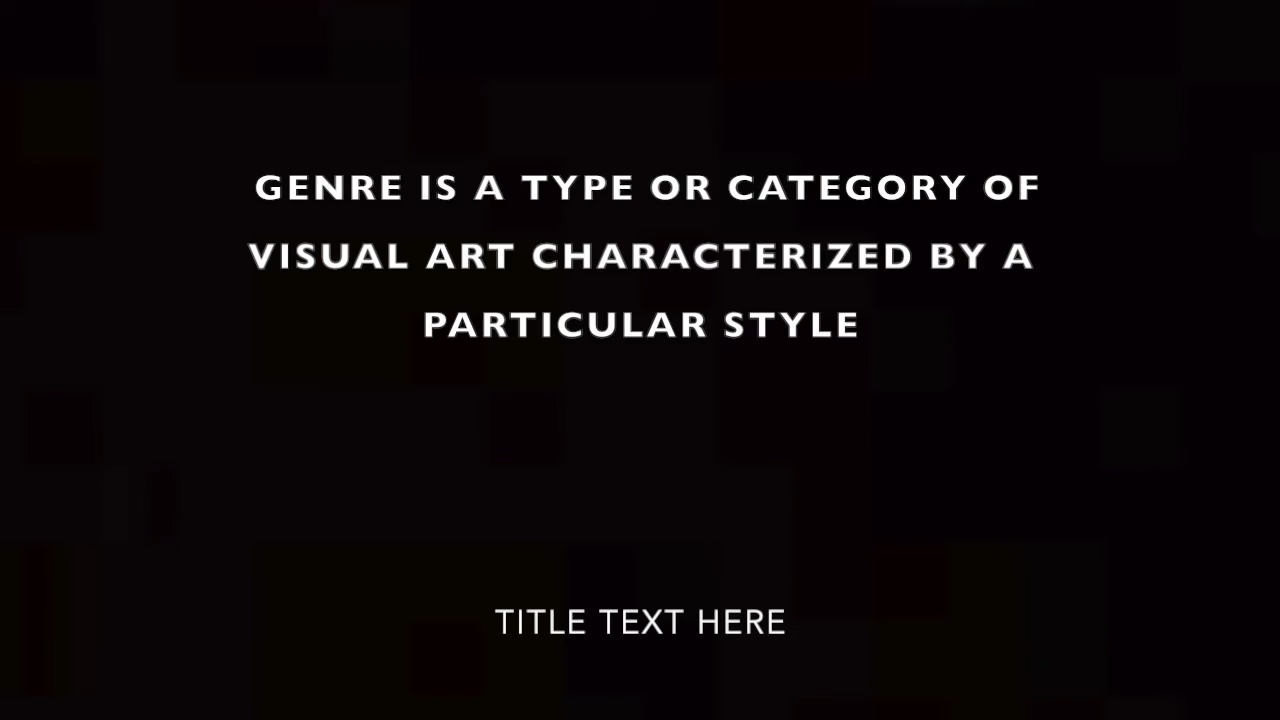 GENRE IS A TYPE OR CATEGORY OF
VISUAL ART CHARACTERIZED BY A
PARTICULAR STYLE
TITLE TEXT HERE